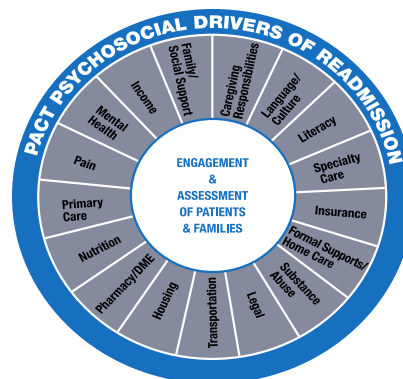 PACT PSYCHOSOCIAL DRIVERS OF READMISSION
Family/
Social Support
Caregiving
Responsibilities
Language/
Culture
Literacy
Specialty
Care
Insurance
Formal Supports/
Home Care
Substance
Abuse
Legal
Transportation
Housing
Pharmacy/DME
Nutrition
Primary
Care
Pain
Mental
Health
Income
ENGAGEMENT
&
ASSESSMENT
OF PATIENTS
& FAMILIES